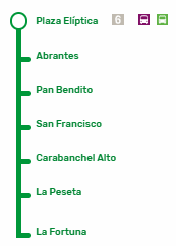 Plaza Elíptica 6
Abrantes
Pan Bendito
San Francisco
Carabanchel Alto
La Peseta
La Fortuna